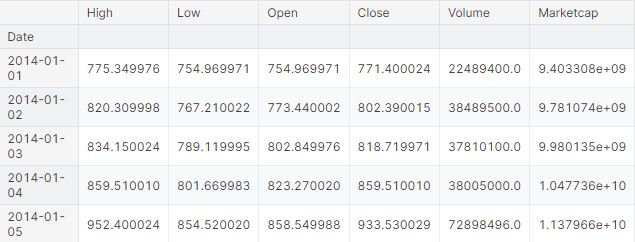 High Low Open Close Volume Marketcap
Date
2014-01-
01 775.349976 754.969971 754.969971 771.400024 22489400.0 9.403308e+09
2014-01-
02 820.309998 767.210022 773.440002 802.390015 38489500.0 9.781074e+09
2014-01-
03 834.150024 789.119995 802.849976 818.719971 37810100.0 9.980135e+09
2014-01-
04 859.510010 801.669983 823.270020 859.510010 38005000.0 1.047736e+10
2014-01-
05 952.400024 854.520020 858.549988 933.530029 72898496.0 1.137966e+10